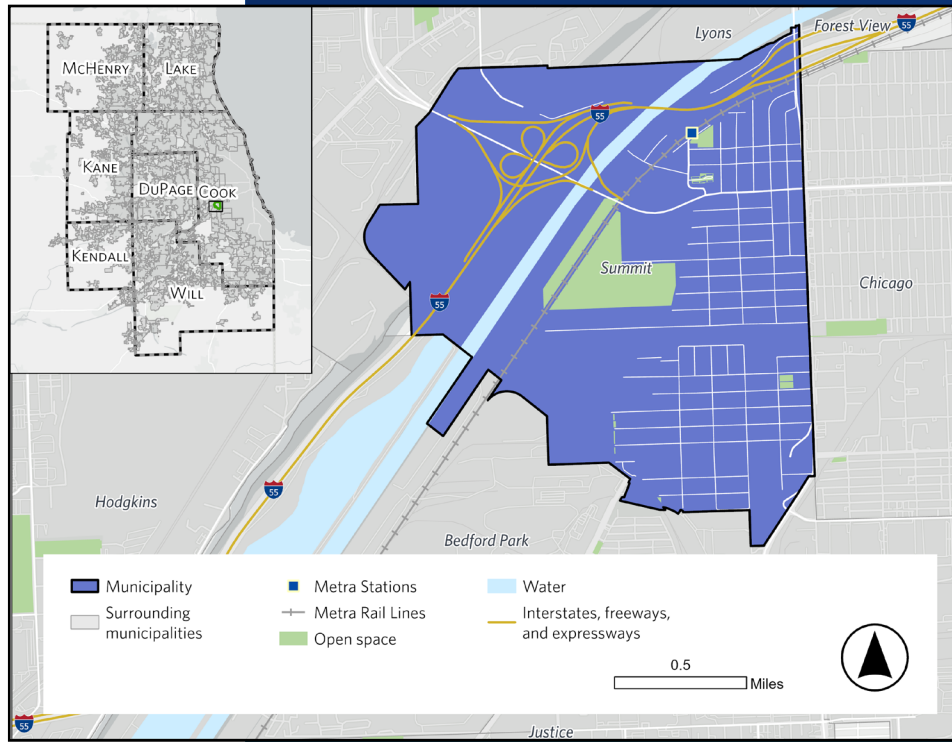 McHenry
Lake
Kane
DuPage
Cook
Kendall
Will
Lyons
Forest View
55
55
Summit
Chicago
55
Hodgkins
55
Bedford Park
Municipality
Surrounding
municipalities
Metra Stations
Metra Rail Lines
Open space
Water
Interstates, freeways,
and expressways
0.5
Miles
55
Justice